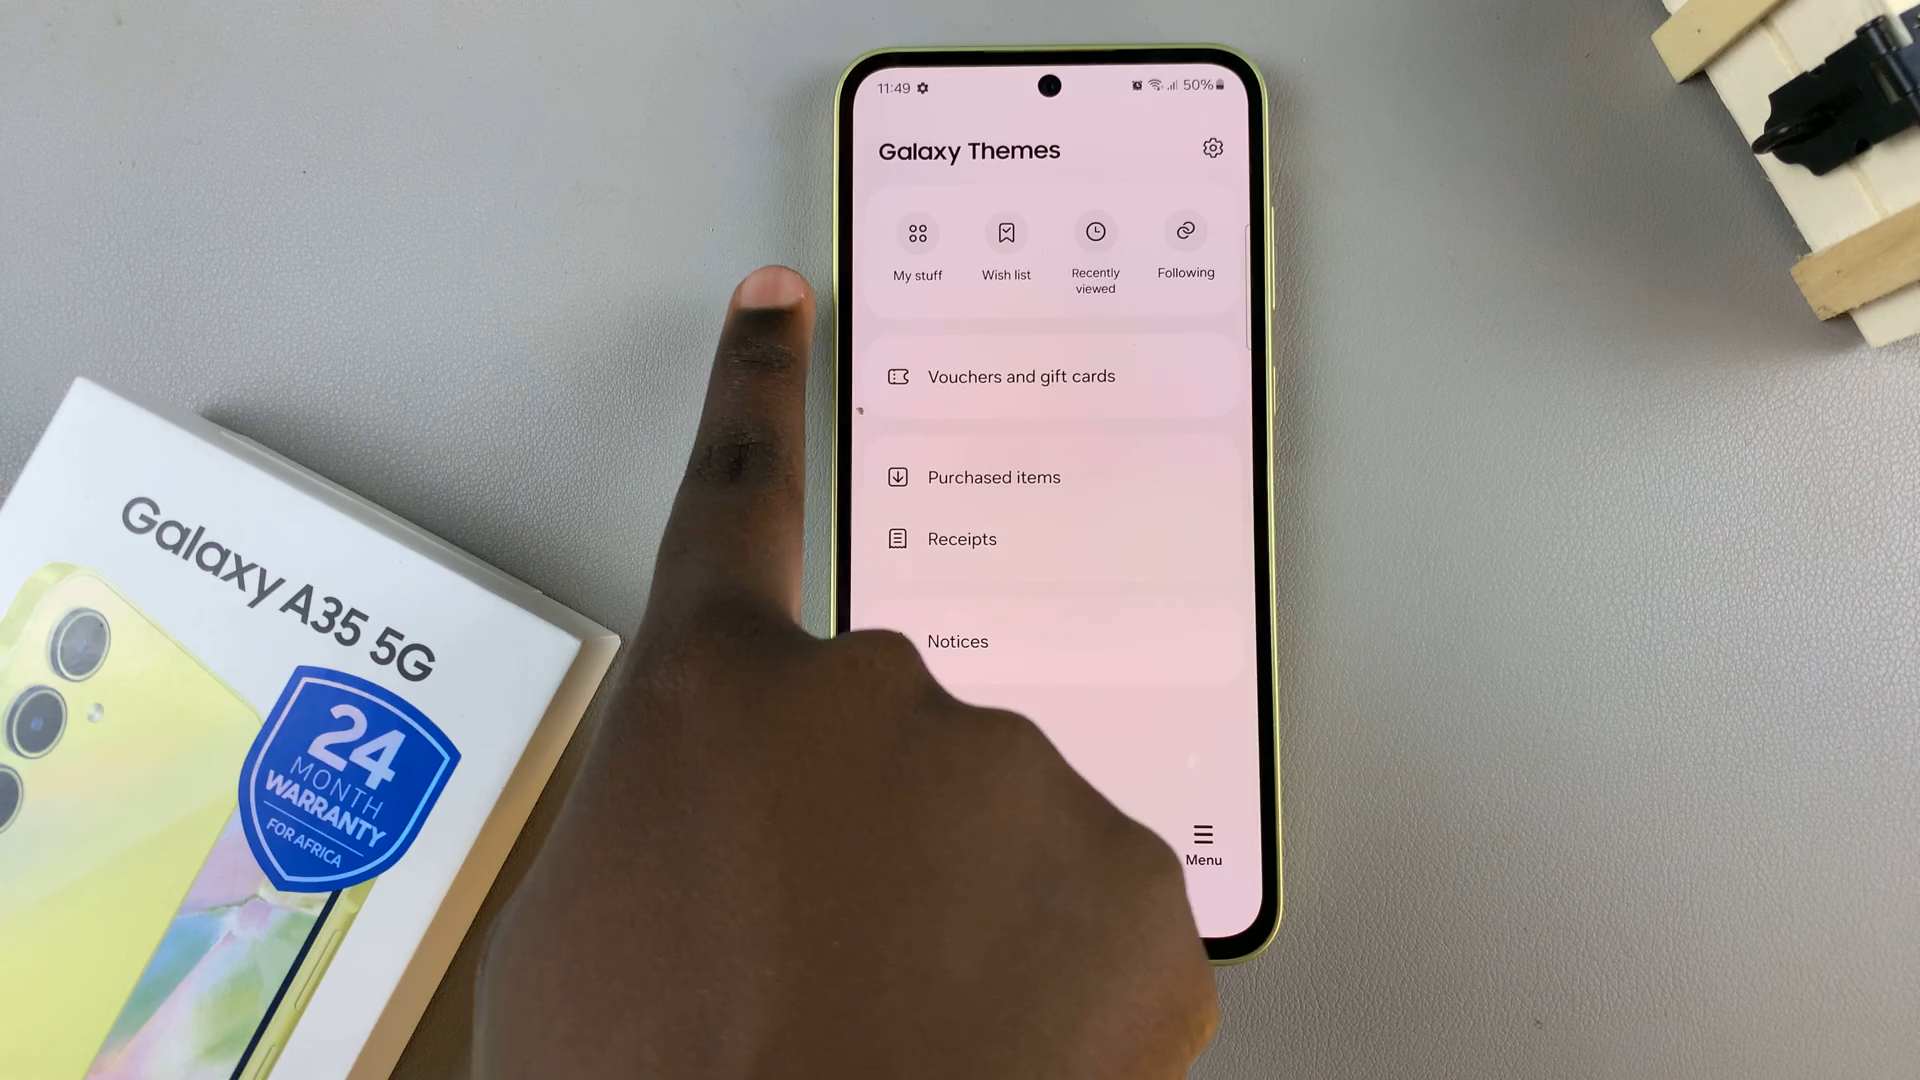 11:49
50%
Galaxy Themes
My stuff
Wish list
Recently
viewed
Following
Vouchers and gift cards
Purchased items
Receipts
Notices
Menu
Galaxy A35 5G
24
MONTH
WARRANTY
FOR AFRICA